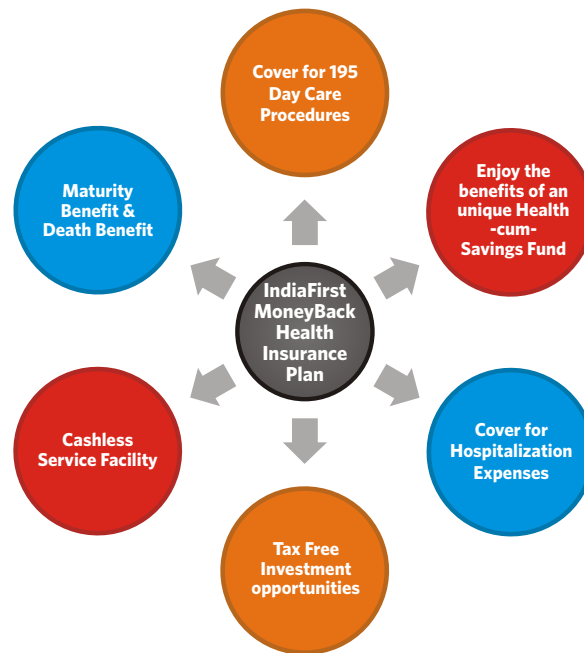 Cover for 195
Day Care
Procedures
Enjoy the
benefits of an
unique Health
-cum-
Savings Fund
Maturity
Benefit &
Death Benefit
IndiaFirst
MoneyBack
Health
Insurance
Plan
Cashless
Service Facility
Cover for
Hospitalization
Expenses
Tax Free
Investment
opportunities